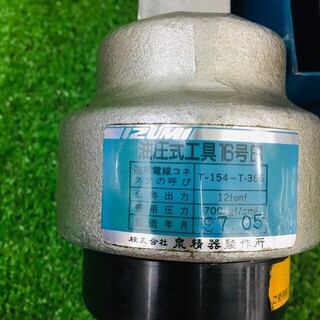 IZUMI
油圧式工具16号B
適用電線コネ
クタの呼び T-154～T-365
公称出力 12tonf
使用圧力 700kgf/cm²
製造年月 97 05
株式会社 泉精器製作所